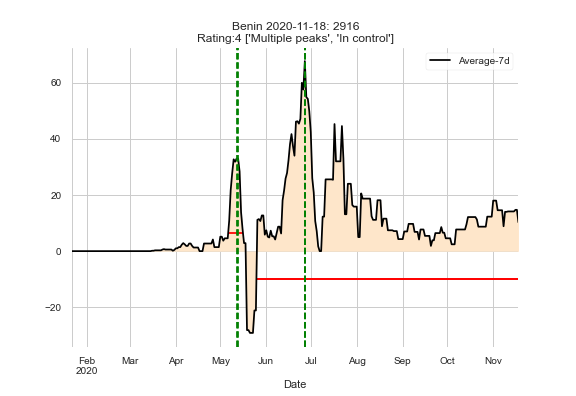 Benin 2020-11-18: 2916
Rating:4 ['Multiple peaks', 'In control']
Average-7d
60
40
20
0
−20
Feb
2020
Mar
Apr
May
Jun
Jul
Aug
Sep
Oct
Nov
Date